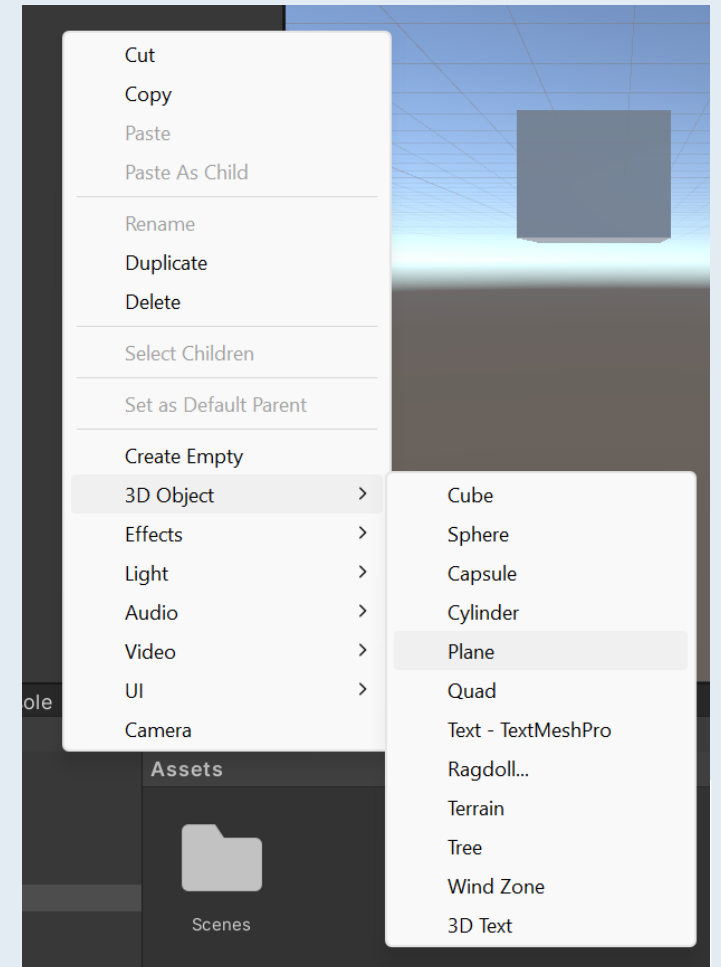 Cut
Copy
Paste
Paste As Child
Rename
Duplicate
Delete
Select Children
Set as Default Parent
Create Empty
3D Object
Effects
Light
Audio
Video
UI
Camera
Cube
Sphere
Capsule
Cylinder
Plane
Quad
Text - TextMeshPro
Ragdoll...
Terrain
Tree
Wind Zone
3D Text
ole
Assets
Scenes